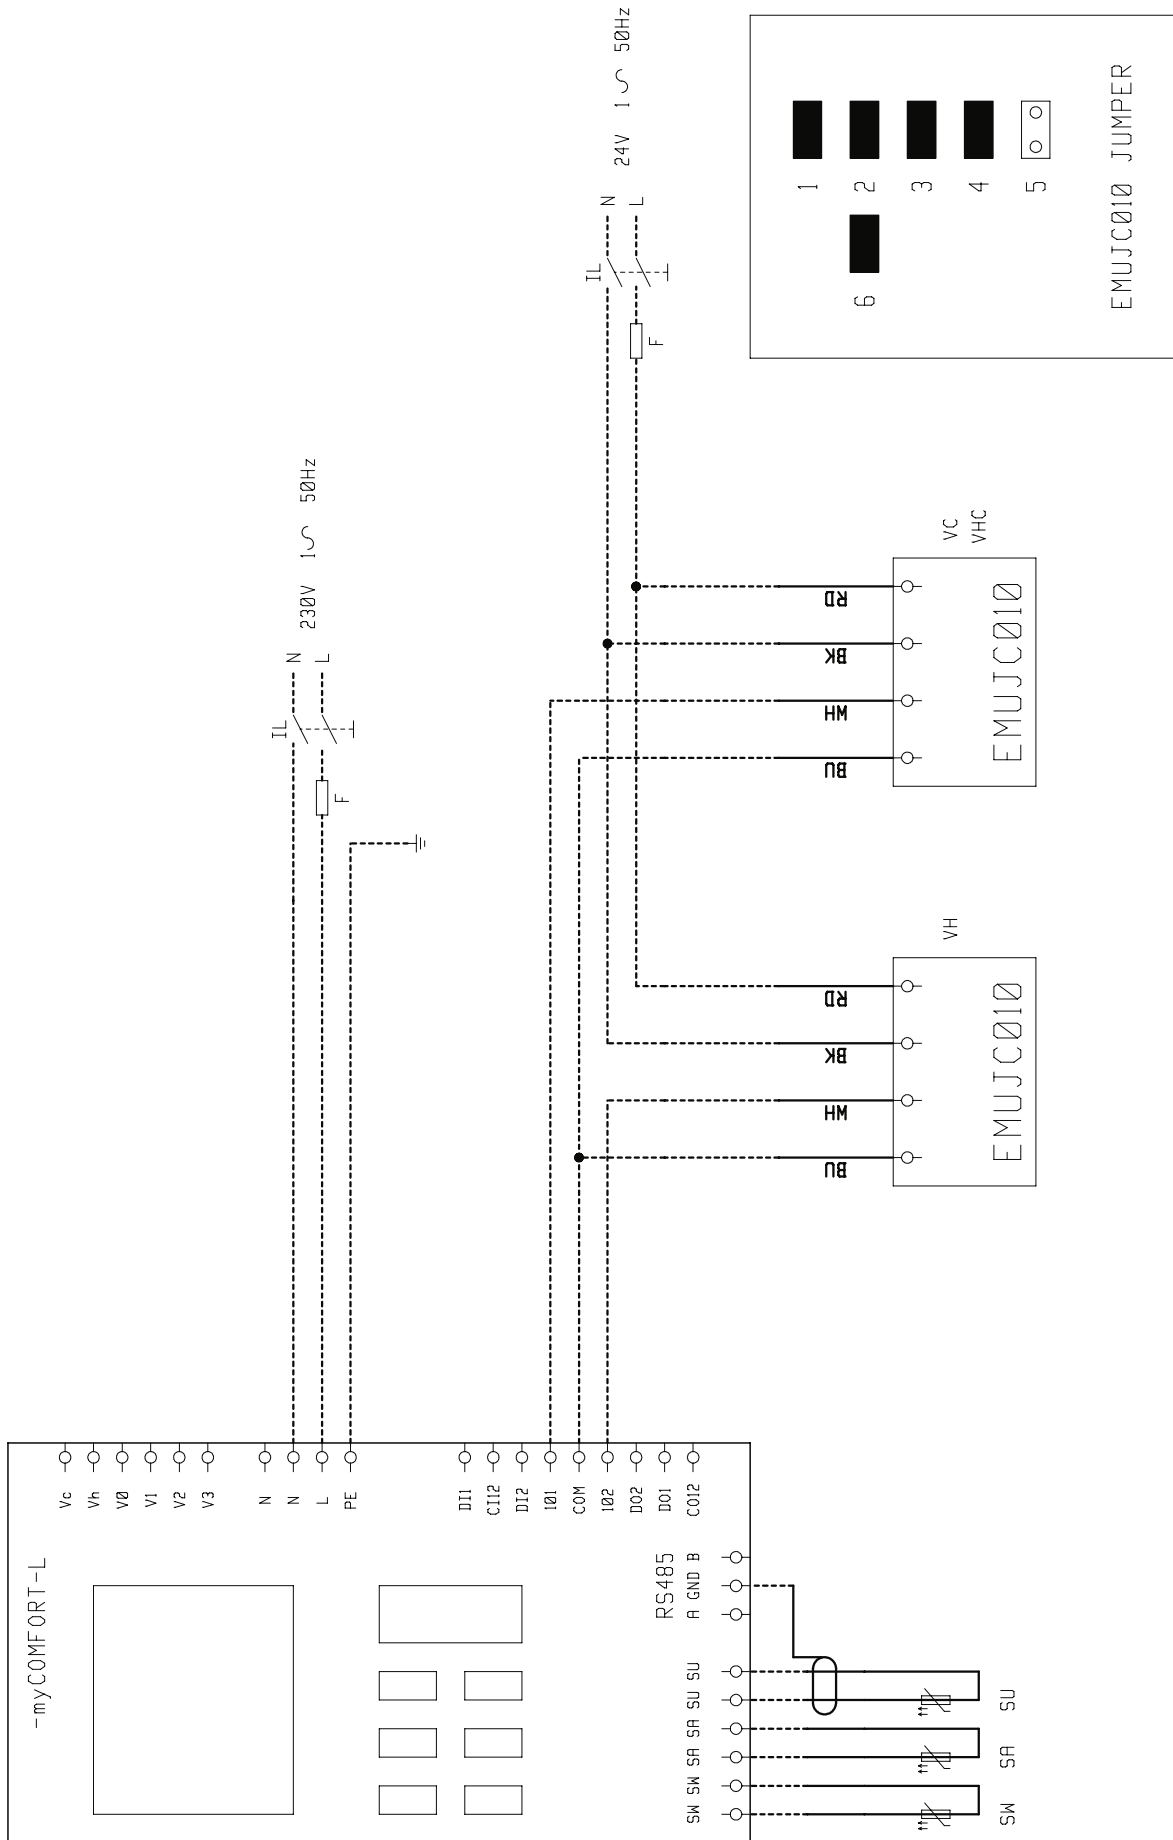 -myCOMFORT-L
Vc
Vh
V0
V1
V2
V3
N
N
L
PE
DI1
CI12
DI2
101
COM
102
DO2
DO1
CO12
RS485
A GND B
SW SW SA SA SU SU
SW
SA
SU
230V 1 50Hz
N
L
IL
F
24V 1 50Hz
N
L
IL
F
BU
WH
BK
RD
EMUJC010
VH
BU
WH
BK
RD
EMUJC010
VC
VHC
1
2
3
4
5
6
EMUJC010 JUMPER